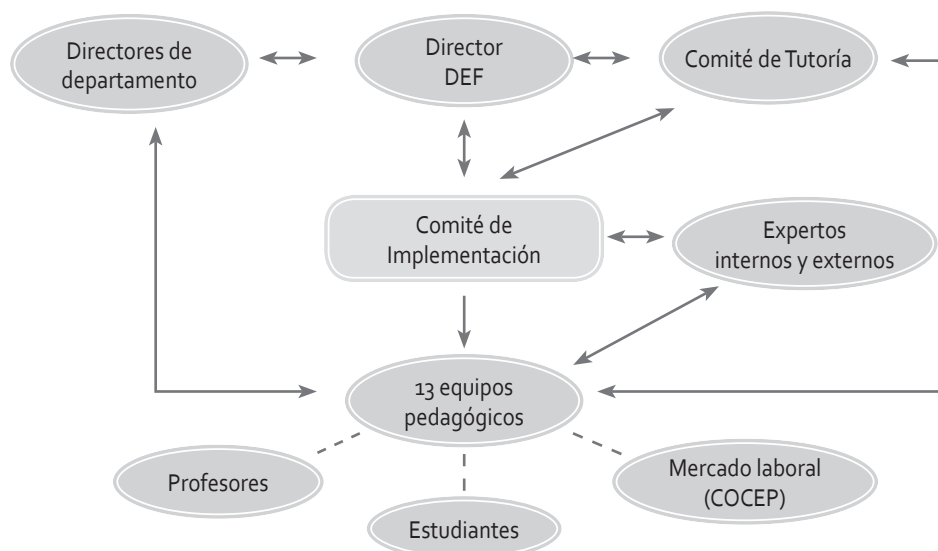 Directores de
departamento
Director
DEF
Comité de Tutoría
Comité de
Implementación
Expertos
internos y externos
13 equipos
pedagógicos
Profesores
Mercado laboral
(COCEP)
Estudiantes